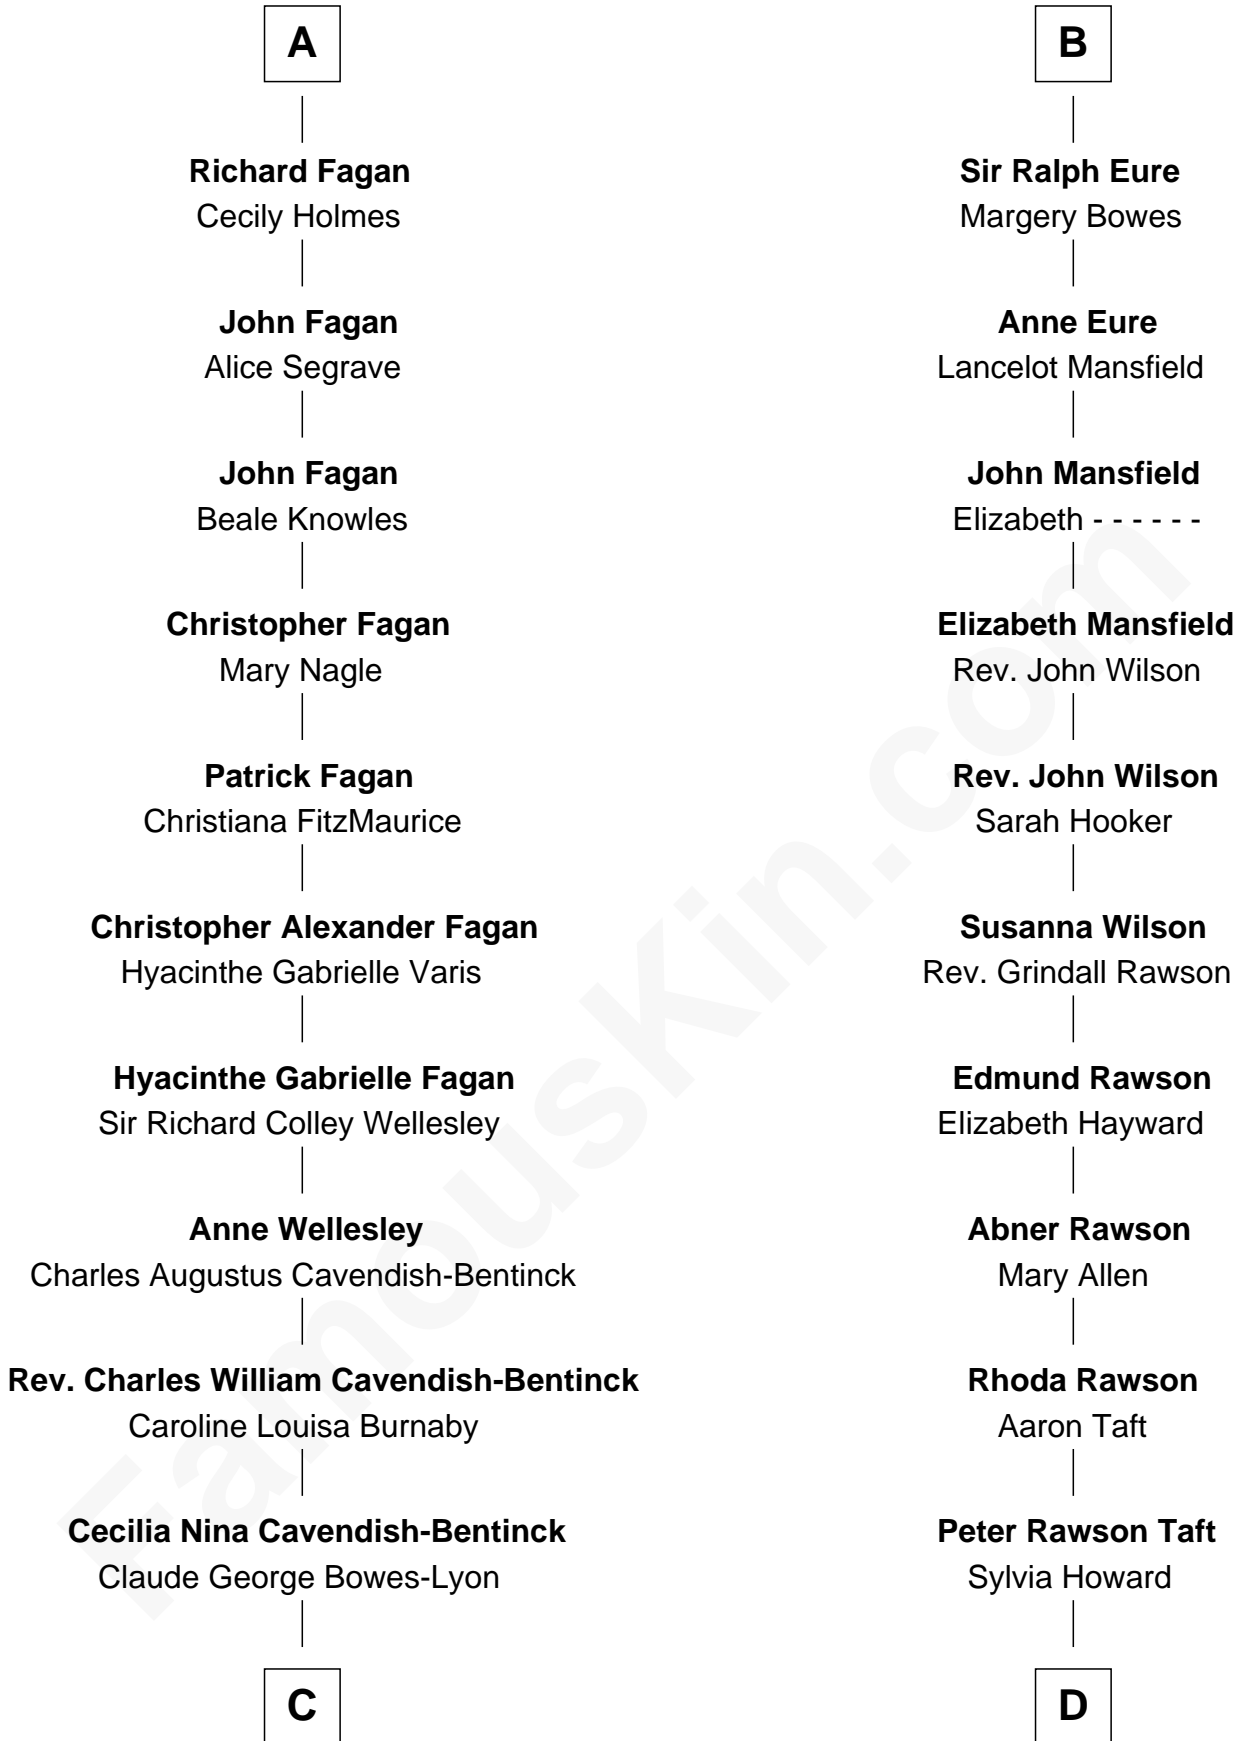 A
Richard Fagan
Cecily Holmes
John Fagan
Alice Segrave
John Fagan
Beale Knowles
Christopher Fagan
Mary Nagle
Patrick Fagan
Christiana FitzMaurice
Christopher Alexander Fagan
Hyacinthe Gabrielle Varis
Hyacinthe Gabrielle Fagan
Sir Richard Colley Wellesley
Anne Wellesley
Charles Augustus Cavendish-Bentinck
Rev. Charles William Cavendish-Bentinck
Caroline Louisa Burnaby
Cecilia Nina Cavendish-Bentinck
Claude George Bowes-Lyon
C
B
Sir Ralph Eure
Margery Bowes
Anne Eure
Lancelot Mansfield
John Mansfield
Elizabeth - - - - - -
Elizabeth Mansfield
Rev. John Wilson
Rev. John Wilson
Sarah Hooker
Susanna Wilson
Rev. Grindall Rawson
Edmund Rawson
Elizabeth Hayward
Abner Rawson
Mary Allen
Rhoda Rawson
Aaron Taft
Peter Rawson Taft
Sylvia Howard
D
FamousKin.com